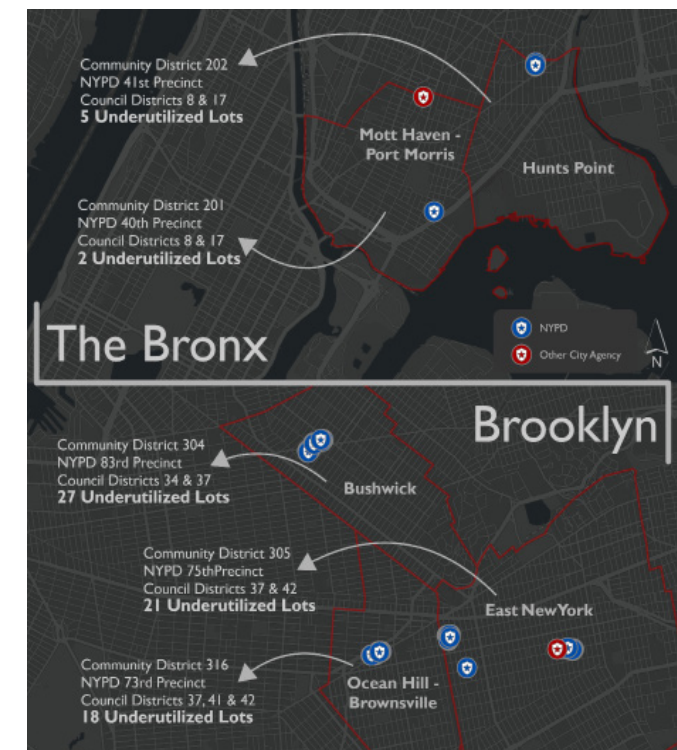 Community District 202
NYPD 41st Precinct
Council Districts 8 & 17
5 Underutilized Lots
Mott Haven -
Port Morris
Hunts Point
Community District 201
NYPD 40th Precinct
Council Districts 8 & 17
2 Underutilized Lots
NYPD
Other City Agency
N
The Bronx
Brooklyn
Community District 304
NYPD 83rd Precinct
Council Districts 34 & 37
27 Underutilized Lots
Bushwick
Community District 305
NYPD 75thPrecinct
Council Districts 37 & 42
21 Underutilized Lots
East NewYork
Community District 316
NYPD 73rd Precinct
Council Districts 37, 41 & 42
18 Underutilized Lots
Ocean Hill -
Brownsville